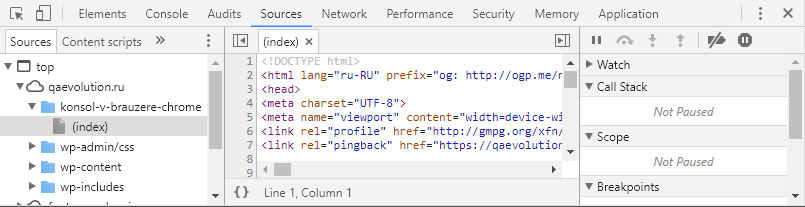 Elements Console Audits Sources Network Performance Security Memory Application
Sources Content scripts »
top
qaevolution.ru
konsol-v-brauzere-chrome
(index)
wp-admin/css
wp-content
wp-includes
(index) ×
1 <!DOCTYPE html>
2 <html lang="ru-RU" prefix="og: http://ogp.me/n
3 <head>
4 <meta charset="UTF-8">
5 <meta name="viewport" content="width=device-wi
6 <link rel="profile" href="http://gmpg.org/xfn/
7 <link rel="pingback" href="https://qaevolution
8
9
{} Line 1, Column 1
Watch
Call Stack
Not Paused
Scope
Not Paused
Breakpoints